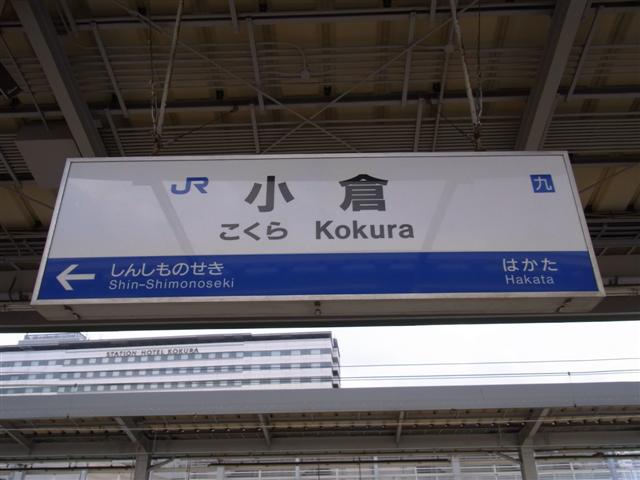 JR 小倉 九
こくら Kokura
← しんしものせき はかた
Shin-Shimonoseki Hakata
STATION HOTEL KOKURA